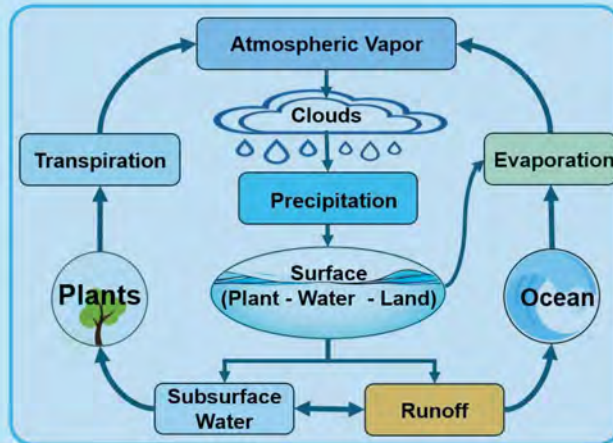 Atmospheric Vapor
Clouds
Transpiration
Evaporation
Precipitation
Surface
(Plant - Water - Land)
Plants
Ocean
Subsurface
Water
Runoff